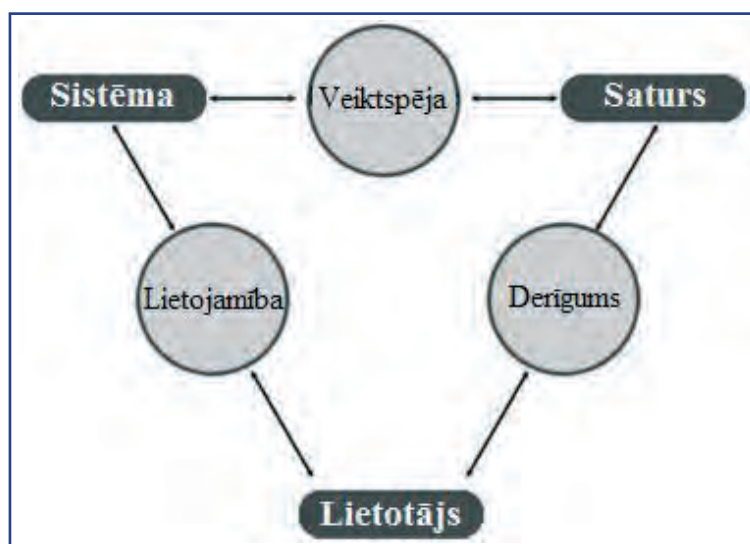 Sistēma
Veiktspēja
Saturs
Lietojamība
Derīgums
Lietotājs